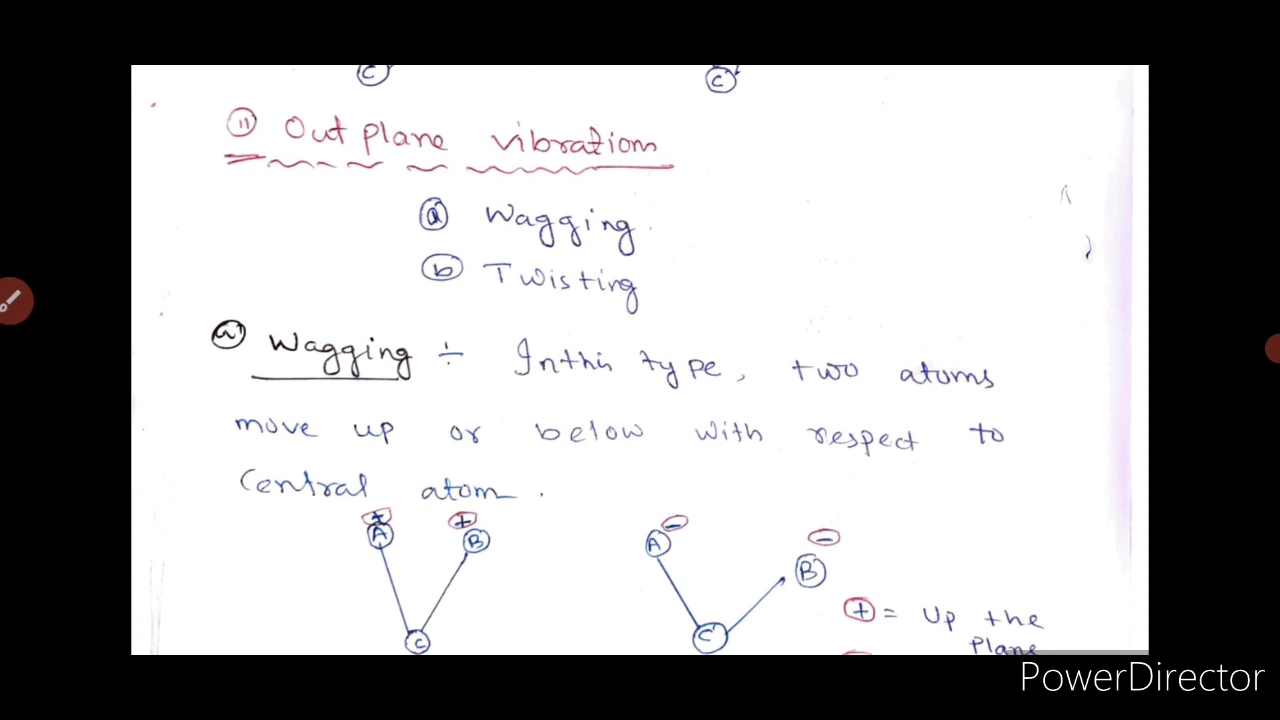 C C
(11) Out plane vibration
(a) Wagging.
(b) Twisting
(a) Wagging ÷ In this type, two atoms
move up or below with respect to
Central atom.
+ + - -
A B A B
C C
+ = Up the
Plane
PowerDirector